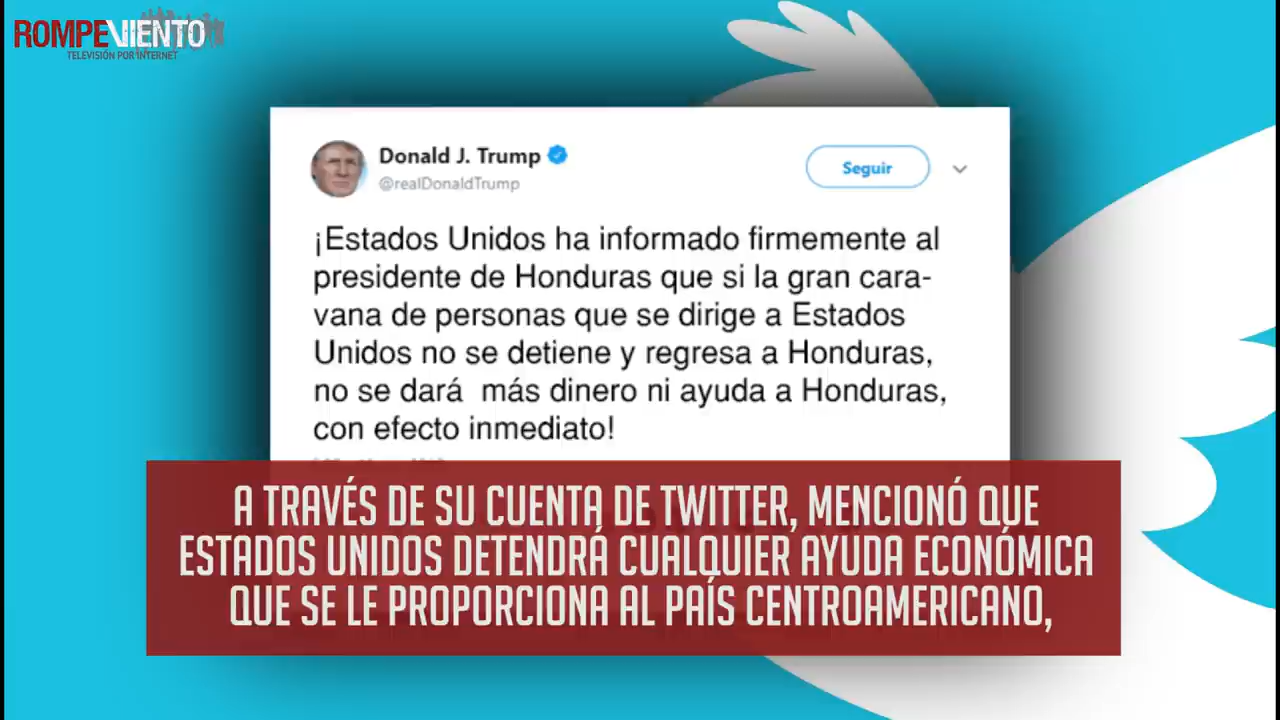 ROMPEVIENTO
TELEVISIÓN POR INTERNET
Donald J. Trump
@realDonaldTrump
Seguir
¡Estados Unidos ha informado firmemente al
presidente de Honduras que si la gran cara-
vana de personas que se dirige a Estados
Unidos no se detiene y regresa a Honduras,
no se dará más dinero ni ayuda a Honduras,
con efecto inmediato!
A TRAVÉS DE SU CUENTA DE TWITTER, MENCIONÓ QUE
ESTADOS UNIDOS DETENDRÁ CUALQUIER AYUDA ECONÓMICA
QUE SE LE PROPORCIONA AL PAÍS CENTROAMERICANO,